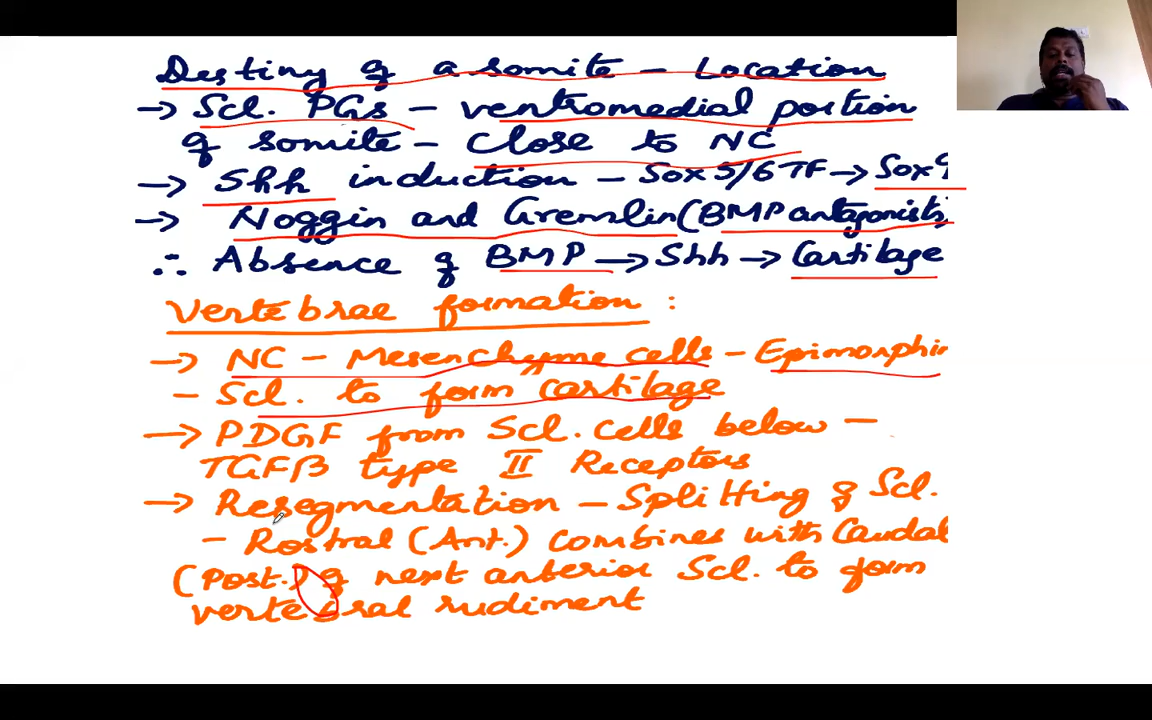 Destiny of a somite - Location
→ Scl. PGs - ventromedial portion
of somite - close to NC
→ Shh induction - Sox 5/6 TF → Sox 9
→ Noggin and Gremlin (BMP antagonists)
∴ Absence of BMP → Shh → Cartilage
Vertebrae formation :
→ NC - Mesenchyme cells - Epimorphin
- Scl. to form cartilage
→ PDGF from Scl. cells below -
TGFβ type II Receptors
→ Resegmentation - Splitting of Scl.
- Rostral (Ant.) combines with Caudal
(Post.) of next anterior Scl. to form
vertebral rudiment